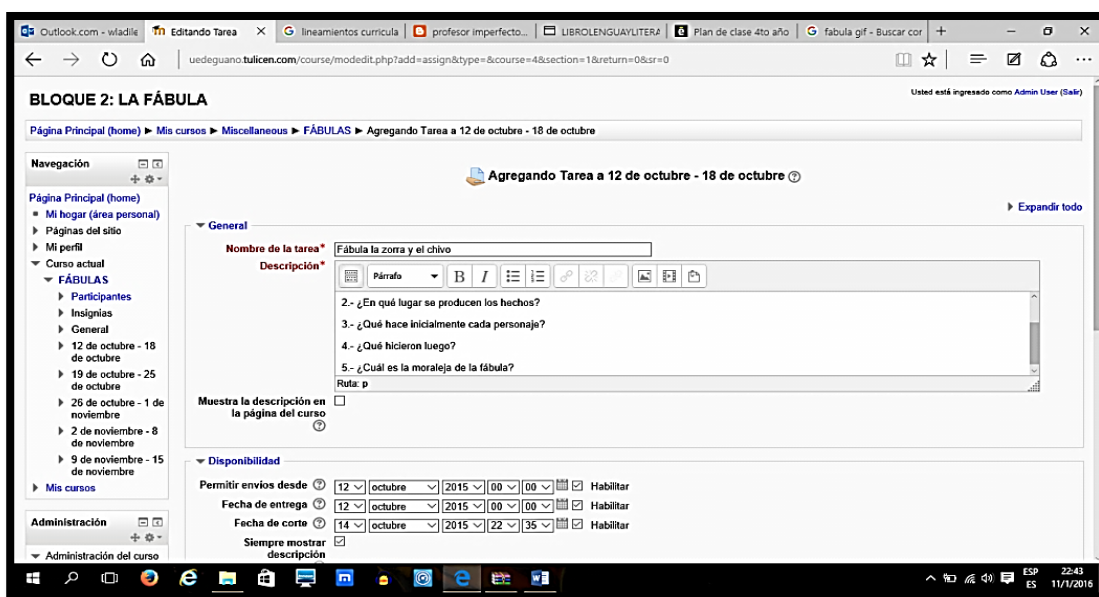 Outlook.com - wladile
Editando Tarea
lineamientos curricula
profesor imperfecto...
LIBROLENGUAYLITERA
Plan de clase 4to año
fabula gif - Buscar cor
uedeguano.tulicen.com/course/modedit.php?add=assign&type=&course=4&section=1&return=0&sr=0
BLOQUE 2: LA FÁBULA
Usted está ingresado como Admin User (Salir)
Página Principal (home) ► Mis cursos ► Miscellaneous ► FÁBULAS ► Agregando Tarea a 12 de octubre - 18 de octubre
Navegación
Página Principal (home)
Mi hogar (área personal)
Páginas del sitio
Mi perfil
Curso actual
FÁBULAS
Participantes
Insignias
General
12 de octubre - 18
de octubre
19 de octubre - 25
de octubre
26 de octubre - 1 de
noviembre
2 de noviembre - 8
de noviembre
9 de noviembre - 15
de noviembre
Mis cursos
Administración
Administración del curso
Agregando Tarea a 12 de octubre - 18 de octubre
Expandir todo
General
Nombre de la tarea* Fábula la zorra y el chivo
Descripción*
Párrafo B I
2.- ¿En qué lugar se producen los hechos?
3.- ¿Qué hace inicialmente cada personaje?
4.- ¿Qué hicieron luego?
5.- ¿Cuál es la moraleja de la fábula?
Ruta: p
Muestra la descripción en
la página del curso
Disponibilidad
Permitir envios desde 12 octubre 2015 00 00 Habilitar
Fecha de entrega 12 octubre 2015 00 00 Habilitar
Fecha de corte 14 octubre 2015 22 35 Habilitar
Siempre mostrar
descripción
ESP 22:43
ES 11/1/2016